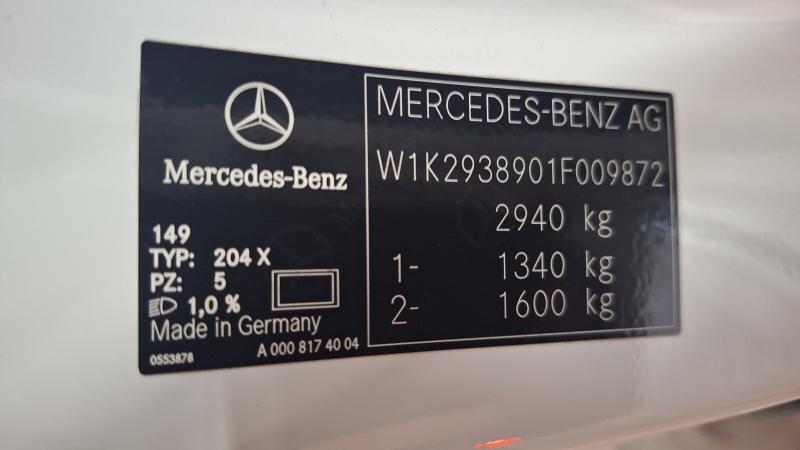 Mercedes-Benz
149
TYP: 204 X
PZ: 5
1,0 %
Made in Germany
0553878
A 000 817 40 04
MERCEDES-BENZ AG
W1K2938901F009872
2940 kg
1- 1340 kg
2- 1600 kg